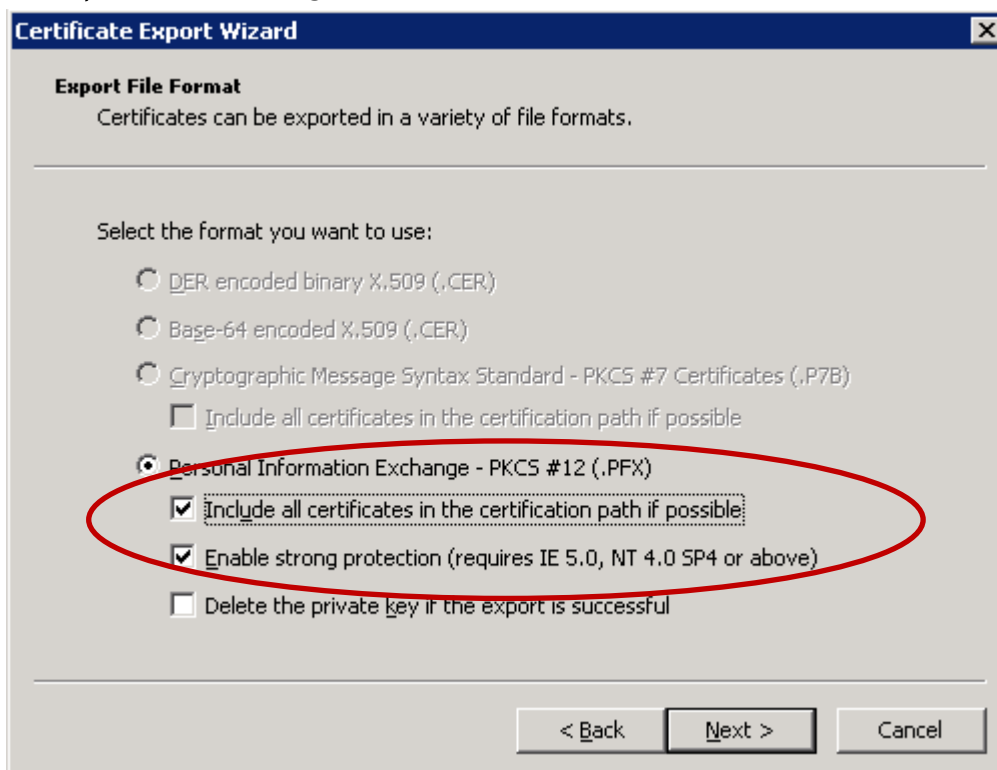 Certificate Export Wizard
Export File Format
Certificates can be exported in a variety of file formats.
Select the format you want to use:
DER encoded binary X.509 (.CER)
Base-64 encoded X.509 (.CER)
Cryptographic Message Syntax Standard - PKCS #7 Certificates (.P7B)
Include all certificates in the certification path if possible
Personal Information Exchange - PKCS #12 (.PFX)
Include all certificates in the certification path if possible
Enable strong protection (requires IE 5.0, NT 4.0 SP4 or above)
Delete the private key if the export is successful
< Back Next > Cancel